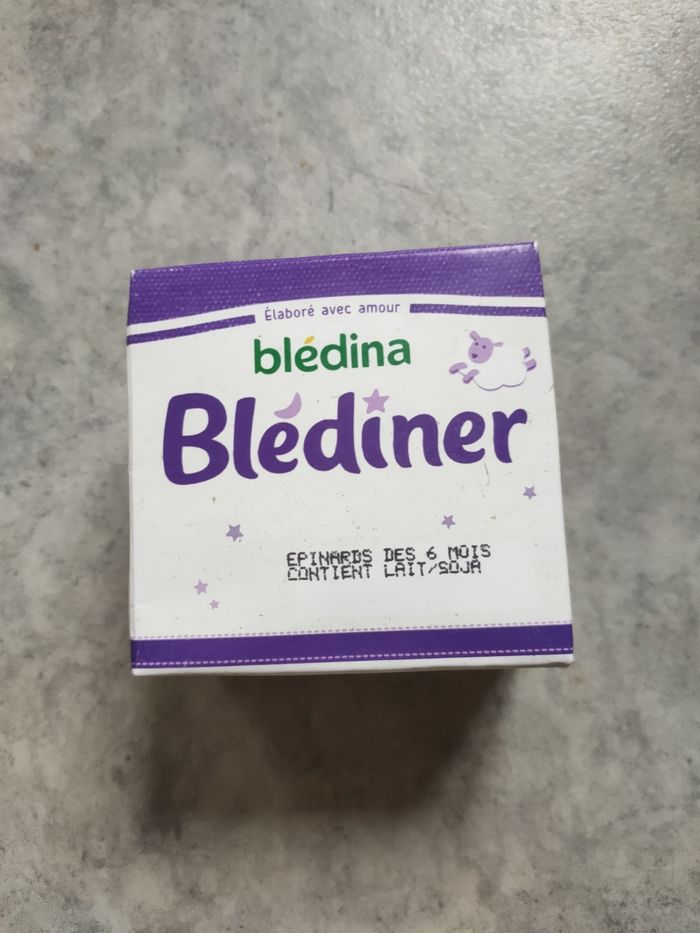 Élaboré avec amour
blédina
Blédiner
EPINARDS DES 6 MOIS
CONTIENT LAIT/SOJA